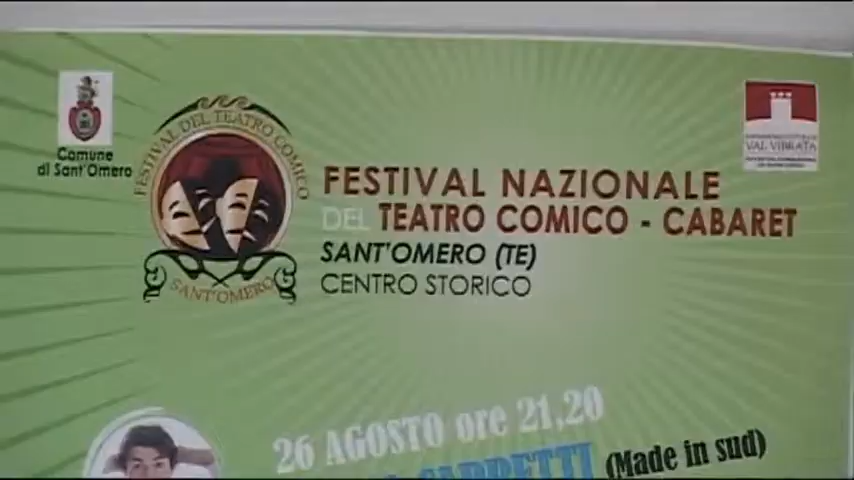 Comune
di Sant'Omero
FESTIVAL DEL TEATRO COMICO
SANT'OMERO
VAL VIBRATA
FESTIVAL NAZIONALE
DEL TEATRO COMICO - CABARET
SANT'OMERO (TE)
CENTRO STORICO
26 AGOSTO ore 21,20
(Made in sud)